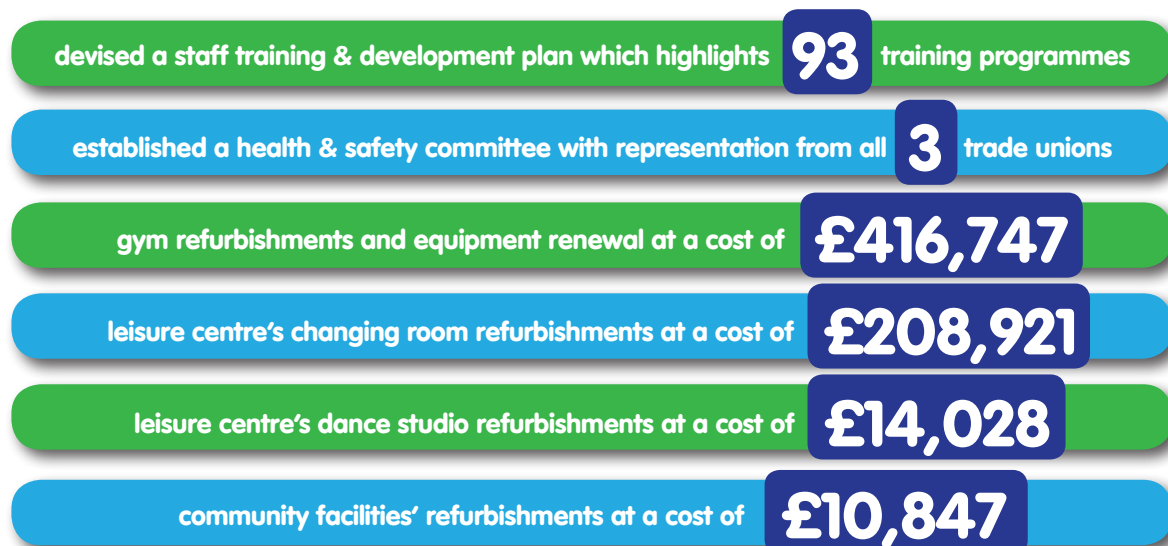 devised a staff training & development plan which highlights 93 training programmes
established a health & safety committee with representation from all 3 trade unions
gym refurbishments and equipment renewal at a cost of £416,747
leisure centre's changing room refurbishments at a cost of £208,921
leisure centre's dance studio refurbishments at a cost of £14,028
community facilities' refurbishments at a cost of £10,847